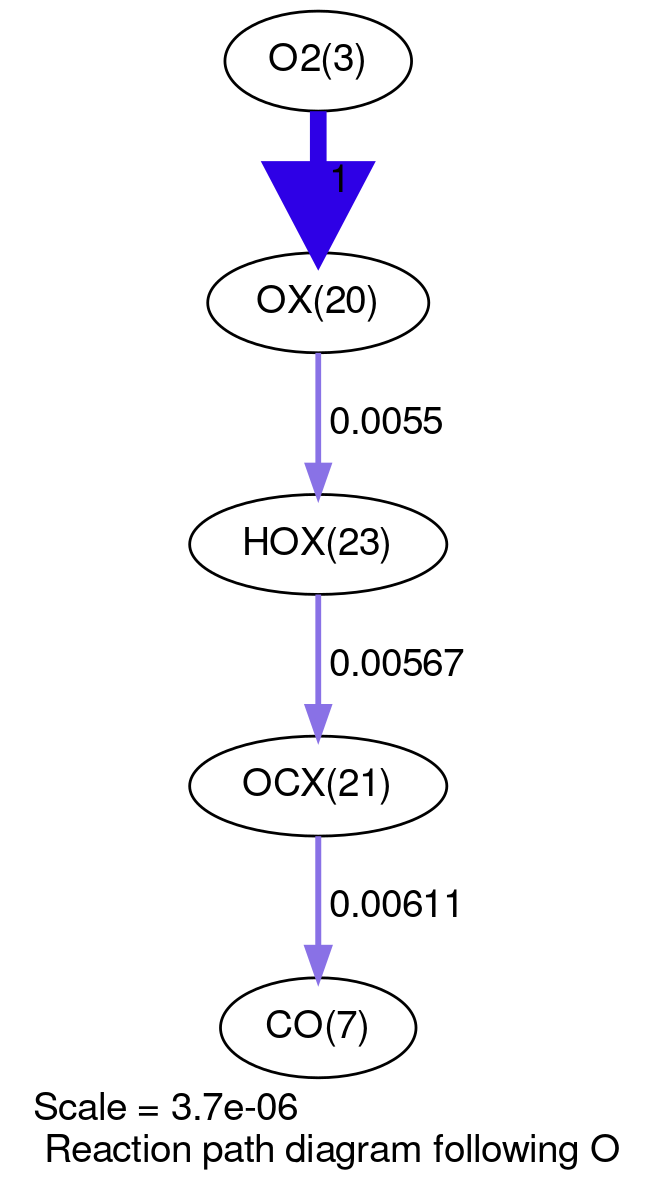 O2(3)
1
OX(20)
0.0055
HOX(23)
0.00567
OCX(21)
0.00611
CO(7)
Scale = 3.7e-06
Reaction path diagram following O